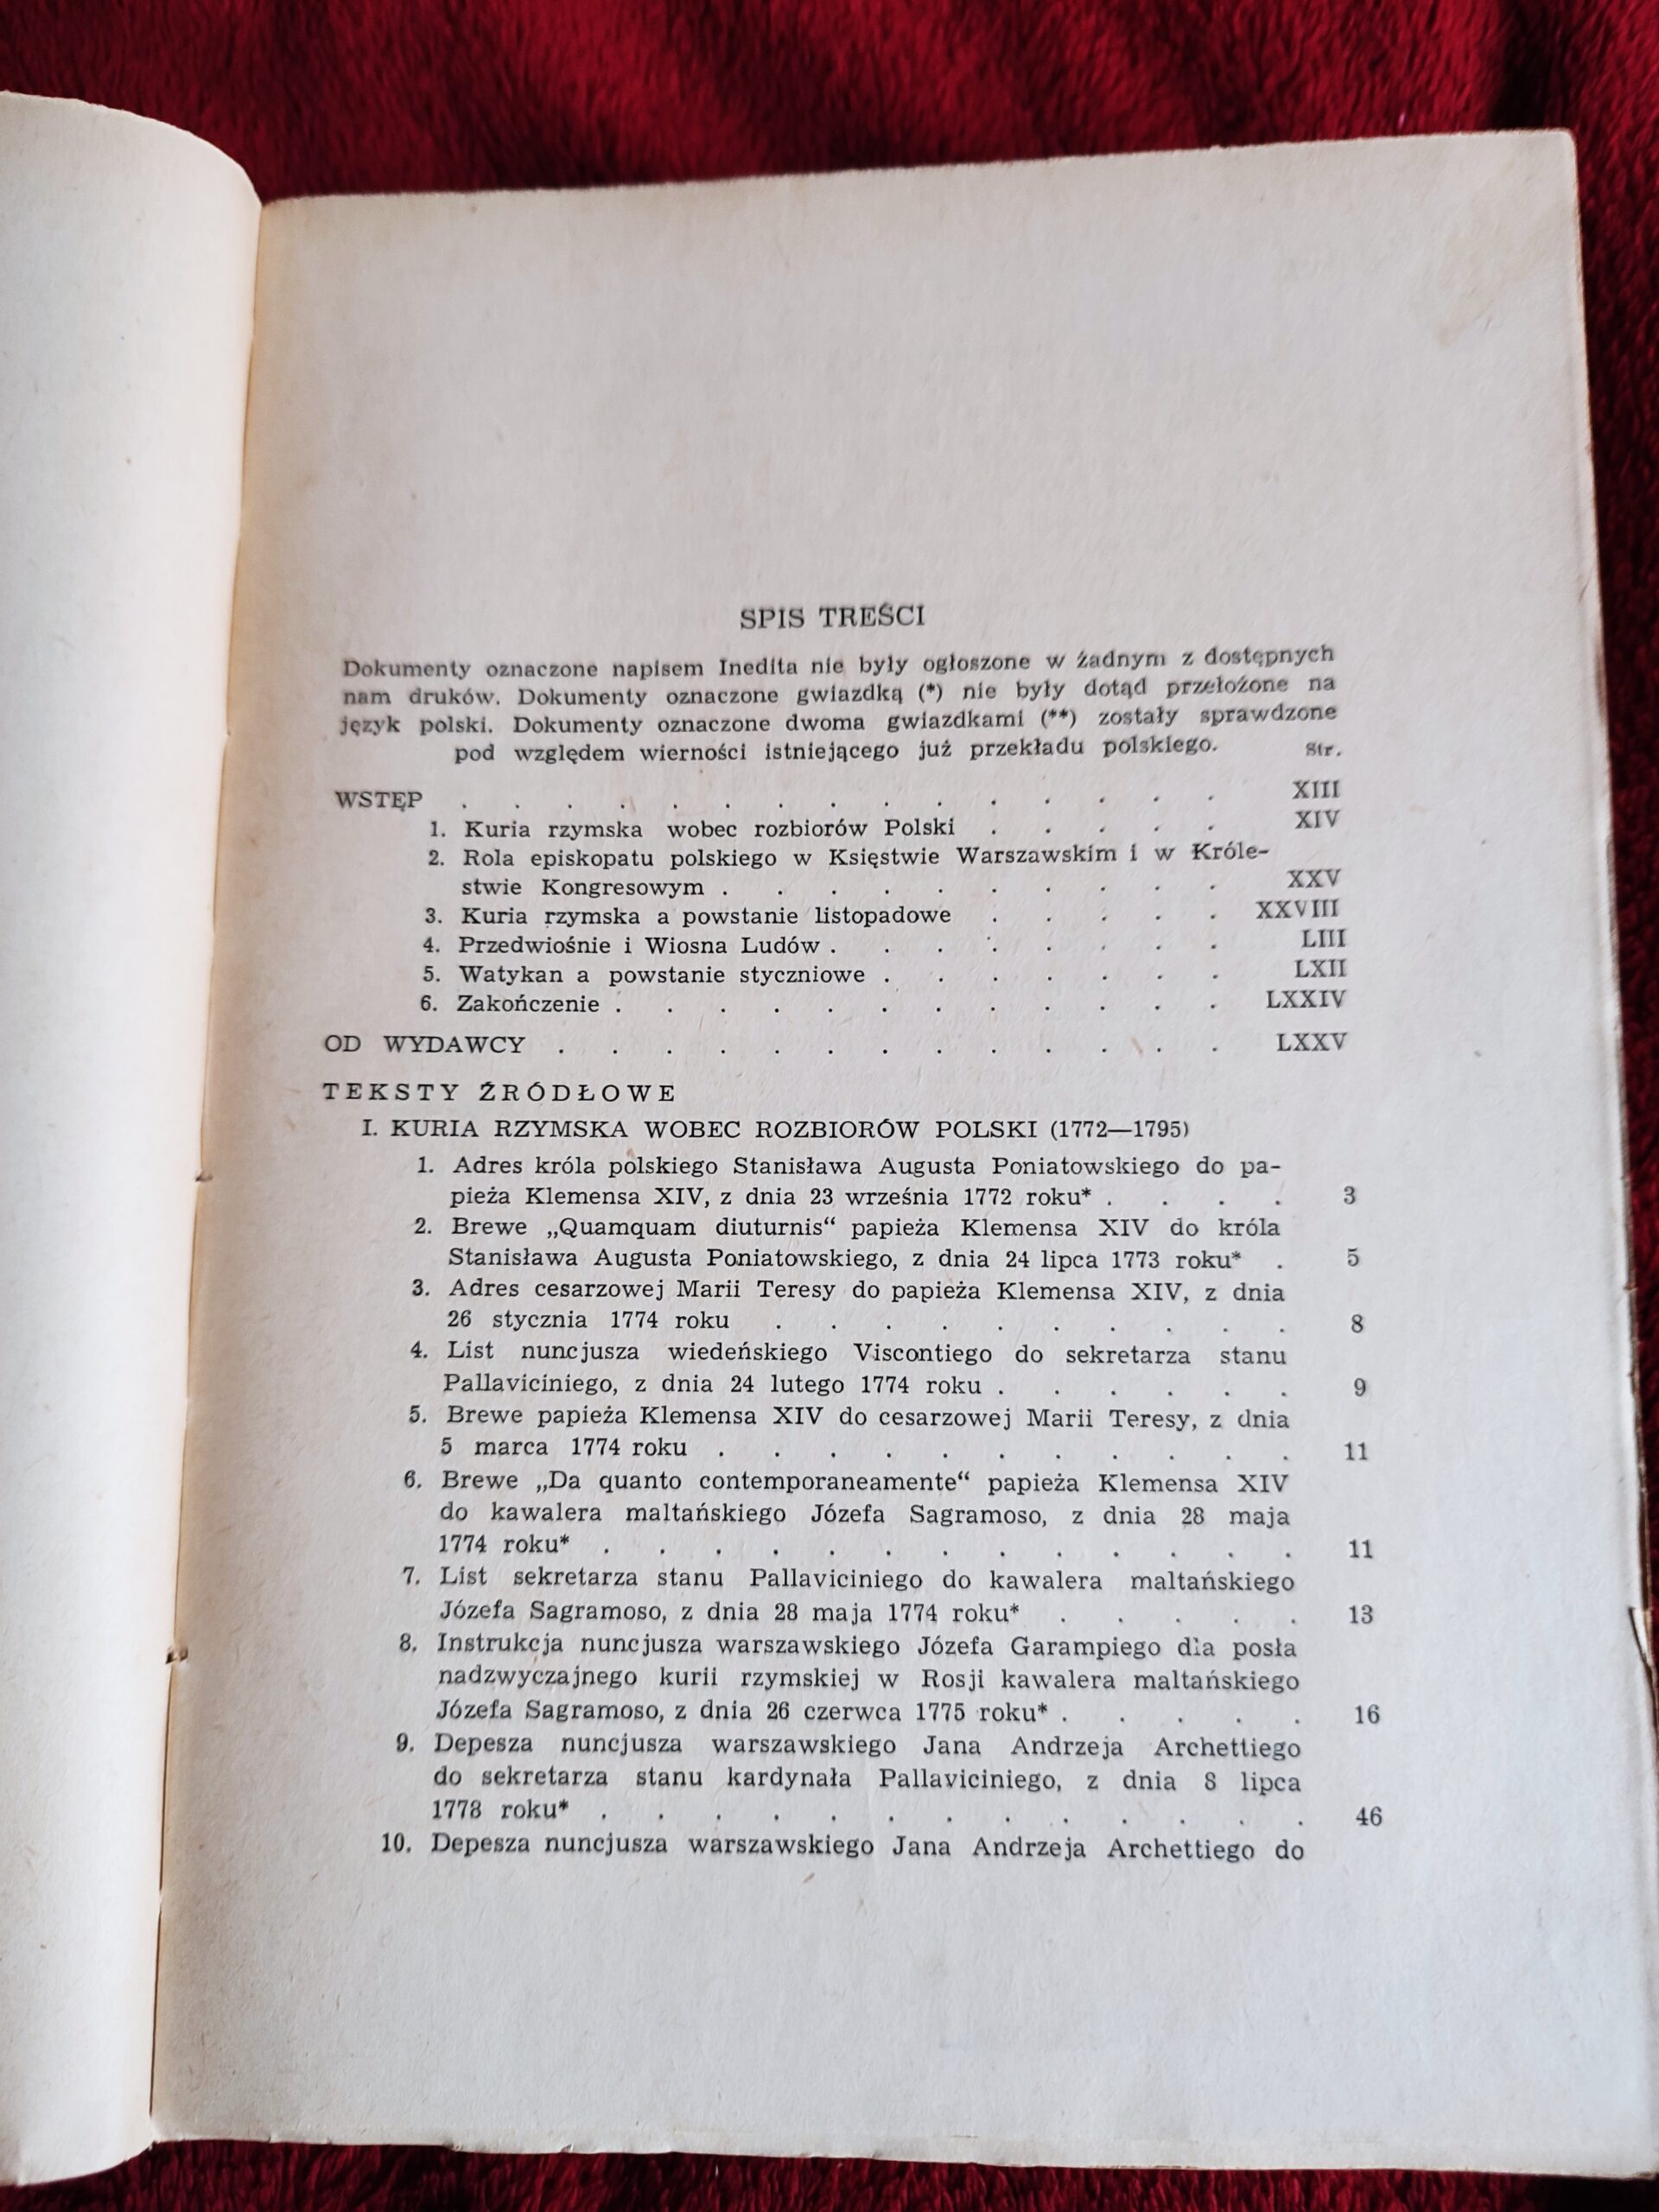 SPIS TREŚCI
Dokumenty oznaczone napisem Inedita nie były ogłoszone w żadnym z dostępnych
nam druków. Dokumenty oznaczone gwiazdką (*) nie były dotąd przełożone na
język polski. Dokumenty oznaczone dwoma gwiazdkami (**) zostały sprawdzone
pod względem wierności istniejącego już przekładu polskiego. Str.
WSTĘP . . . . . . . . . . . . . . . XIII
1. Kuria rzymska wobec rozbiorów Polski . . . . . XIV
2. Rola episkopatu polskiego w Księstwie Warszawskim i w Króle-
stwie Kongresowym . . . . . . . . . . XXV
3. Kuria rzymska a powstanie listopadowe . . . . . XXVIII
4. Przedwiośnie i Wiosna Ludów . . . . . . . . LIII
5. Watykan a powstanie styczniowe . . . . . . . LXII
6. Zakończenie . . . . . . . . . . . . LXXIV
OD WYDAWCY . . . . . . . . . . . . . LXXV
TEKSTY ŹRÓDŁOWE
I. KURIA RZYMSKA WOBEC ROZBIORÓW POLSKI (1772—1795)
1. Adres króla polskiego Stanisława Augusta Poniatowskiego do pa-
pieża Klemensa XIV, z dnia 23 września 1772 roku* . . . . 3
2. Brewe „Quamquam diuturnis“ papieża Klemensa XIV do króla
Stanisława Augusta Poniatowskiego, z dnia 24 lipca 1773 roku* . 5
3. Adres cesarzowej Marii Teresy do papieża Klemensa XIV, z dnia
26 stycznia 1774 roku . . . . . . . . . . 8
4. List nuncjusza wiedeńskiego Viscontiego do sekretarza stanu
Pallaviciniego, z dnia 24 lutego 1774 roku . . . . . . 9
5. Brewe papieża Klemensa XIV do cesarzowej Marii Teresy, z dnia
5 marca 1774 roku . . . . . . . . . . . 11
6. Brewe „Da quanto contemporaneamente“ papieża Klemensa XIV
do kawalera maltańskiego Józefa Sagramoso, z dnia 28 maja
1774 roku* . . . . . . . . . . . . . 11
7. List sekretarza stanu Pallaviciniego do kawalera maltańskiego
Józefa Sagramoso, z dnia 28 maja 1774 roku* . . . . . 13
8. Instrukcja nuncjusza warszawskiego Józefa Garampiego dla posła
nadzwyczajnego kurii rzymskiej w Rosji kawalera maltańskiego
Józefa Sagramoso, z dnia 26 czerwca 1775 roku* . . . . . 16
9. Depesza nuncjusza warszawskiego Jana Andrzeja Archettiego
do sekretarza stanu kardynała Pallaviciniego, z dnia 8 lipca
1778 roku* . . . . . . . . . . . . . 46
10. Depesza nuncjusza warszawskiego Jana Andrzeja Archettiego do